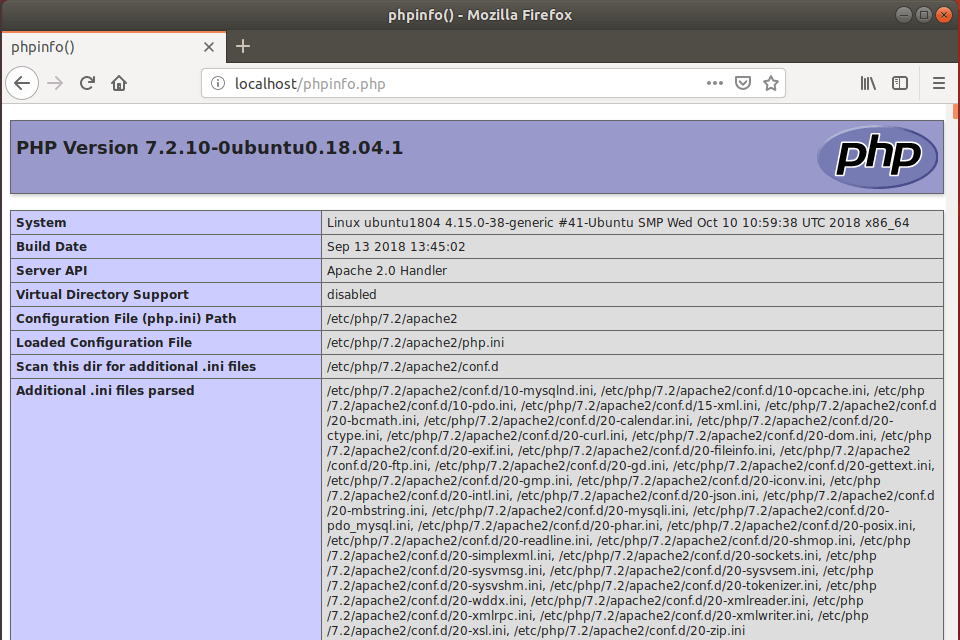 phpinfo() - Mozilla Firefox
phpinfo()
localhost/phpinfo.php
PHP Version 7.2.10-0ubuntu0.18.04.1
php
System Linux ubuntu1804 4.15.0-38-generic #41-Ubuntu SMP Wed Oct 10 10:59:38 UTC 2018 x86_64
Build Date Sep 13 2018 13:45:02
Server API Apache 2.0 Handler
Virtual Directory Support disabled
Configuration File (php.ini) Path /etc/php/7.2/apache2
Loaded Configuration File /etc/php/7.2/apache2/php.ini
Scan this dir for additional .ini files /etc/php/7.2/apache2/conf.d
Additional .ini files parsed /etc/php/7.2/apache2/conf.d/10-mysqlnd.ini, /etc/php/7.2/apache2/conf.d/10-opcache.ini, /etc/php
/7.2/apache2/conf.d/10-pdo.ini, /etc/php/7.2/apache2/conf.d/15-xml.ini, /etc/php/7.2/apache2/conf.d
/20-bcmath.ini, /etc/php/7.2/apache2/conf.d/20-calendar.ini, /etc/php/7.2/apache2/conf.d/20-
ctype.ini, /etc/php/7.2/apache2/conf.d/20-curl.ini, /etc/php/7.2/apache2/conf.d/20-dom.ini, /etc/php
/7.2/apache2/conf.d/20-exif.ini, /etc/php/7.2/apache2/conf.d/20-fileinfo.ini, /etc/php/7.2/apache2
/conf.d/20-ftp.ini, /etc/php/7.2/apache2/conf.d/20-gd.ini, /etc/php/7.2/apache2/conf.d/20-gettext.ini,
/etc/php/7.2/apache2/conf.d/20-gmp.ini, /etc/php/7.2/apache2/conf.d/20-iconv.ini, /etc/php
/7.2/apache2/conf.d/20-intl.ini, /etc/php/7.2/apache2/conf.d/20-json.ini, /etc/php/7.2/apache2/conf.d
/20-mbstring.ini, /etc/php/7.2/apache2/conf.d/20-mysqli.ini, /etc/php/7.2/apache2/conf.d/20-
pdo_mysql.ini, /etc/php/7.2/apache2/conf.d/20-phar.ini, /etc/php/7.2/apache2/conf.d/20-posix.ini,
/etc/php/7.2/apache2/conf.d/20-readline.ini, /etc/php/7.2/apache2/conf.d/20-shmop.ini, /etc/php
/7.2/apache2/conf.d/20-simplexml.ini, /etc/php/7.2/apache2/conf.d/20-sockets.ini, /etc/php
/7.2/apache2/conf.d/20-sysvmsg.ini, /etc/php/7.2/apache2/conf.d/20-sysvsem.ini, /etc/php
/7.2/apache2/conf.d/20-sysvshm.ini, /etc/php/7.2/apache2/conf.d/20-tokenizer.ini, /etc/php
/7.2/apache2/conf.d/20-wddx.ini, /etc/php/7.2/apache2/conf.d/20-xmlreader.ini, /etc/php
/7.2/apache2/conf.d/20-xmlrpc.ini, /etc/php/7.2/apache2/conf.d/20-xmlwriter.ini, /etc/php
/7.2/apache2/conf.d/20-xsl.ini, /etc/php/7.2/apache2/conf.d/20-zip.ini